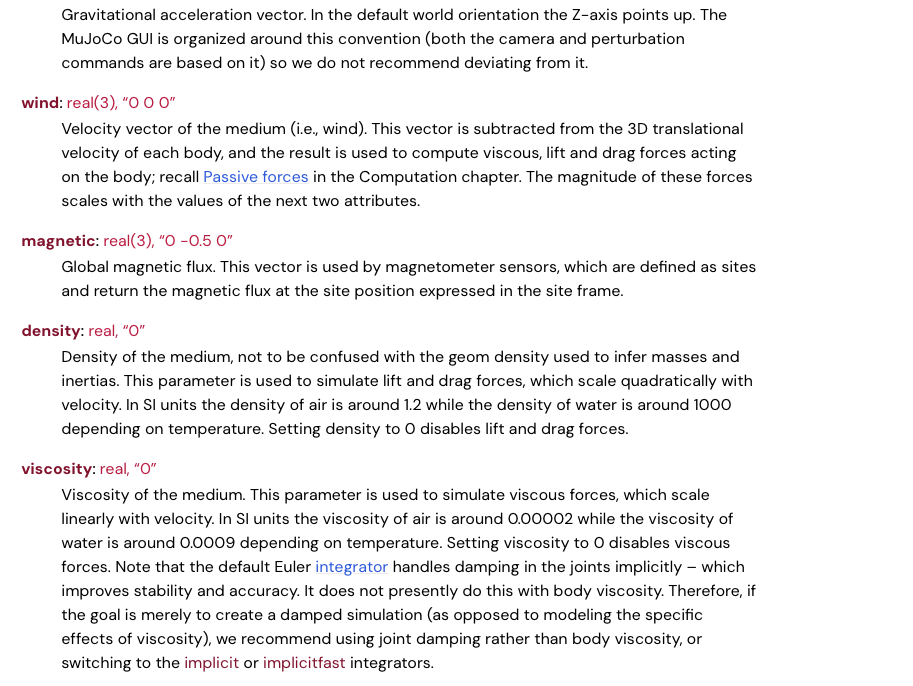 Gravitational acceleration vector. In the default world orientation the Z-axis points up. The
MuJoCo GUI is organized around this convention (both the camera and perturbation
commands are based on it) so we do not recommend deviating from it.
wind: real(3), “0 0 0”
Velocity vector of the medium (i.e., wind). This vector is subtracted from the 3D translational
velocity of each body, and the result is used to compute viscous, lift and drag forces acting
on the body; recall Passive forces in the Computation chapter. The magnitude of these forces
scales with the values of the next two attributes.
magnetic: real(3), “0 -0.5 0”
Global magnetic flux. This vector is used by magnetometer sensors, which are defined as sites
and return the magnetic flux at the site position expressed in the site frame.
density: real, “0”
Density of the medium, not to be confused with the geom density used to infer masses and
inertias. This parameter is used to simulate lift and drag forces, which scale quadratically with
velocity. In SI units the density of air is around 1.2 while the density of water is around 1000
depending on temperature. Setting density to 0 disables lift and drag forces.
viscosity: real, “0”
Viscosity of the medium. This parameter is used to simulate viscous forces, which scale
linearly with velocity. In SI units the viscosity of air is around 0.00002 while the viscosity of
water is around 0.0009 depending on temperature. Setting viscosity to 0 disables viscous
forces. Note that the default Euler integrator handles damping in the joints implicitly – which
improves stability and accuracy. It does not presently do this with body viscosity. Therefore, if
the goal is merely to create a damped simulation (as opposed to modeling the specific
effects of viscosity), we recommend using joint damping rather than body viscosity, or
switching to the implicit or implicitfast integrators.